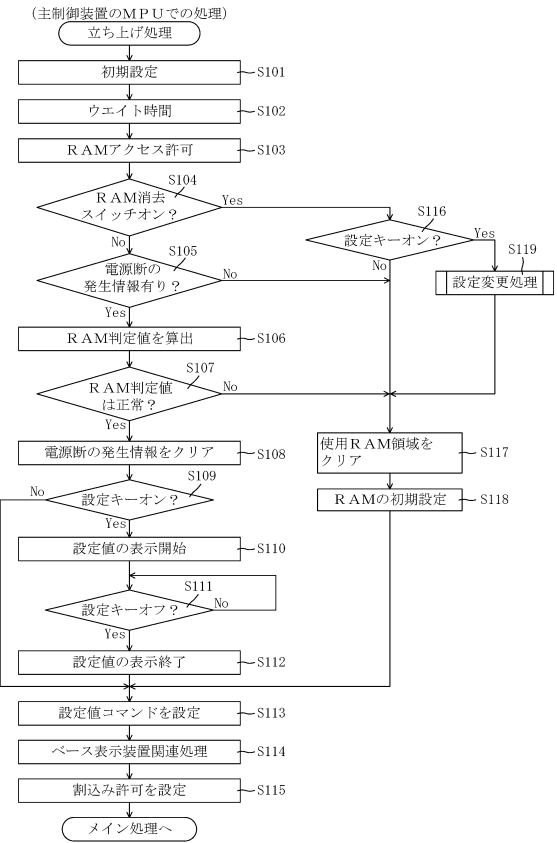 (主制御装置のMPUでの処理)
立ち上げ処理
初期設定
S101
ウエイト時間
S102
RAMアクセス許可
S103
S104
RAM消去
スイッチオン？
Yes
No
S116
設定キーオン？
Yes
No
S119
設定変更処理
S105
電源断の
発生情報有り？
No
Yes
RAM判定値を算出
S106
S107
RAM判定値
は正常？
No
Yes
使用RAM領域を
クリア
S117
RAMの初期設定
S118
電源断の発生情報をクリア
S108
S109
設定キーオン？
No
Yes
設定値の表示開始
S110
S111
設定キーオフ？
No
Yes
設定値の表示終了
S112
設定値コマンドを設定
S113
ベース表示装置関連処理
S114
割込み許可を設定
S115
メイン処理へ